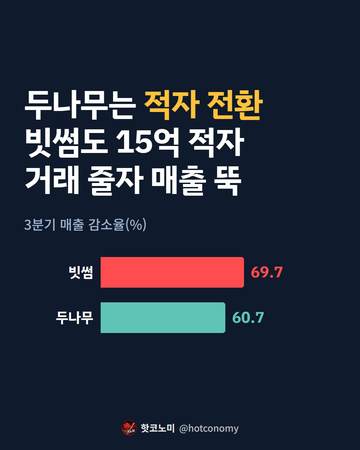 두나무는 적자 전환
빗썸도 15억 적자
거래 줄자 매출 뚝
3분기 매출 감소율(%)
빗썸 69.7
두나무 60.7
핫코노미 @hotconomy